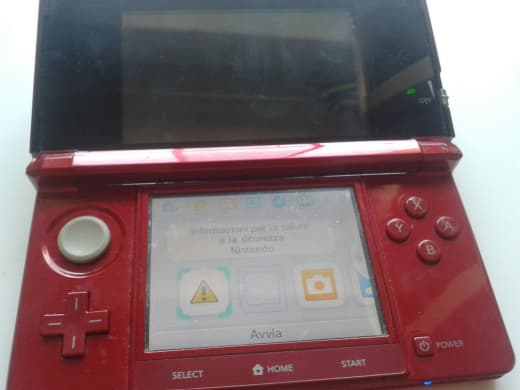 Informazioni per la salute
e la sicurezza
Nintendo
Avvia
X
Y
A
B
POWER
SELECT
HOME
START